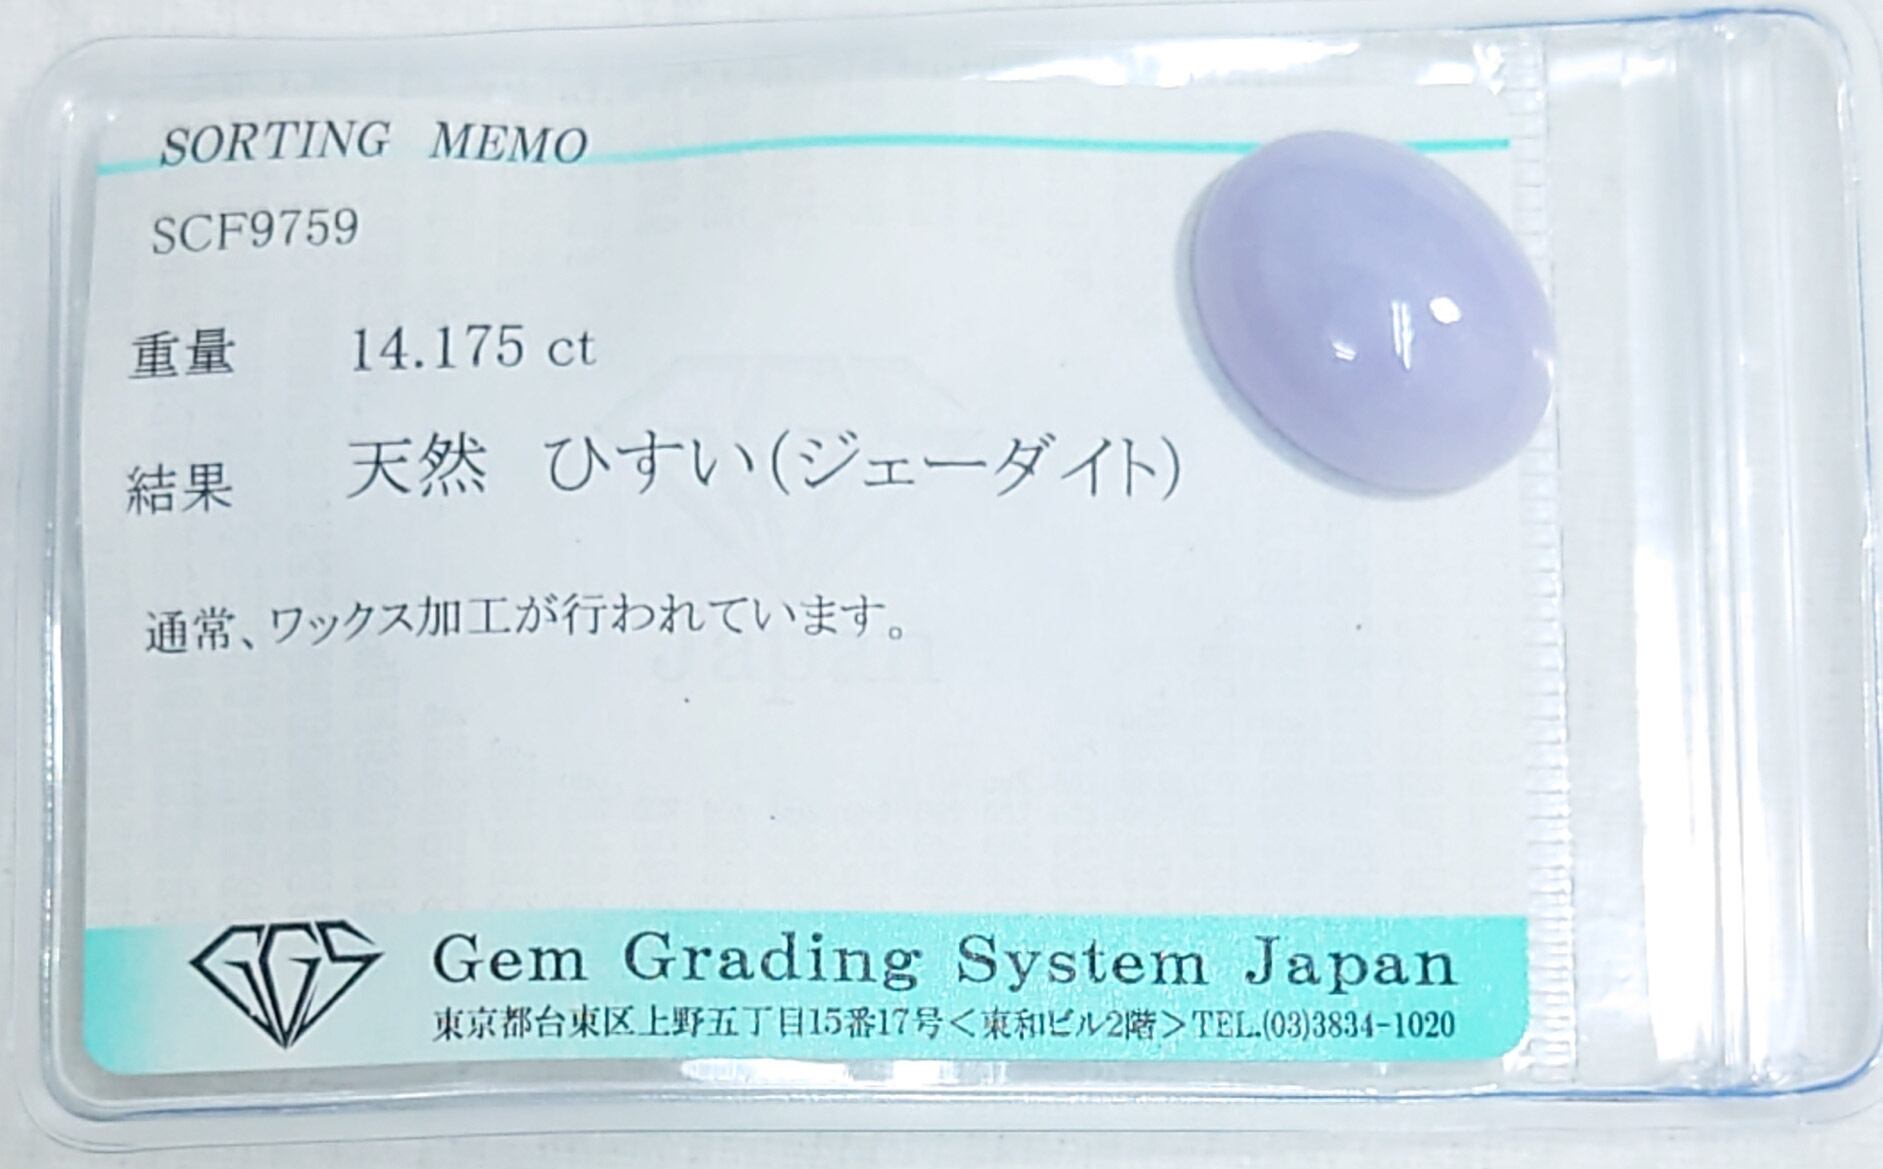 SORTING MEMO
SCF9759
重量 14.175 ct
結果 天然 ひすい(ジェーダイト)
通常、ワックス加工が行われています。
GGS
Gem Grading System Japan
東京都台東区上野五丁目15番17号＜東和ビル2階＞TEL.(03)3834-1020